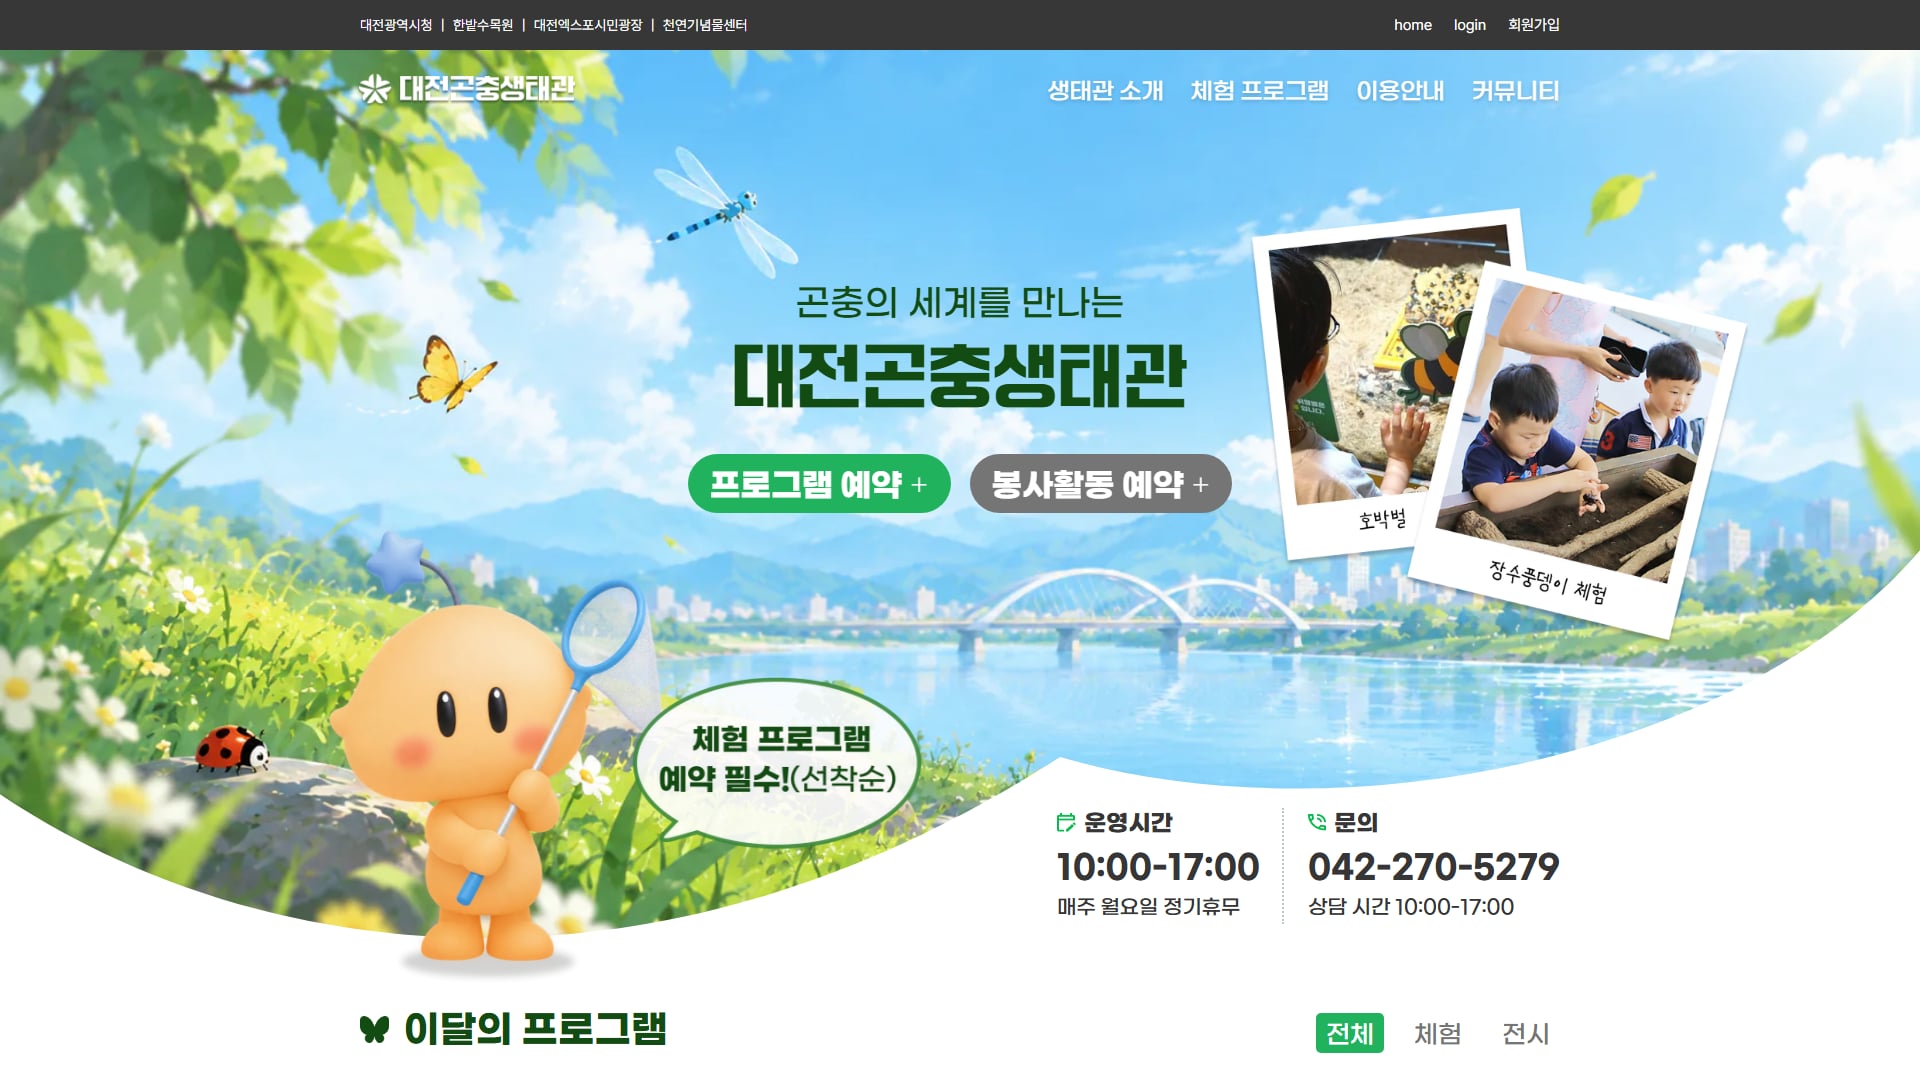 대전광역시청 | 한밭수목원 | 대전엑스포시민광장 | 천연기념물센터
home login 회원가입
대전곤충생태관
생태관 소개 체험 프로그램 이용안내 커뮤니티
곤충의 세계를 만나는
대전곤충생태관
프로그램 예약 +
봉사활동 예약 +
호박벌
장수풍뎅이 체험
체험 프로그램
예약 필수!(선착순)
운영시간
10:00-17:00
매주 월요일 정기휴무
문의
042-270-5279
상담 시간 10:00-17:00
이달의 프로그램
전체 체험 전시